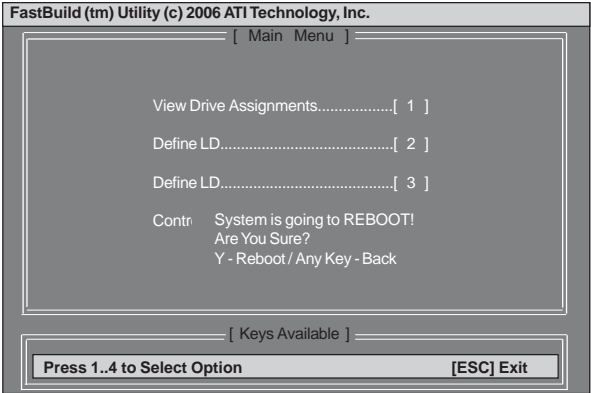 FastBuild (tm) Utility (c) 2006 ATI Technology, Inc.
[ Main Menu ]
View Drive Assignments..................[ 1 ]
Define LD.........................................[ 2 ]
Define LD.........................................[ 3 ]
Contr
System is going to REBOOT!
Are You Sure?
Y - Reboot / Any Key - Back
[ Keys Available ]
Press 1..4 to Select Option [ESC] Exit